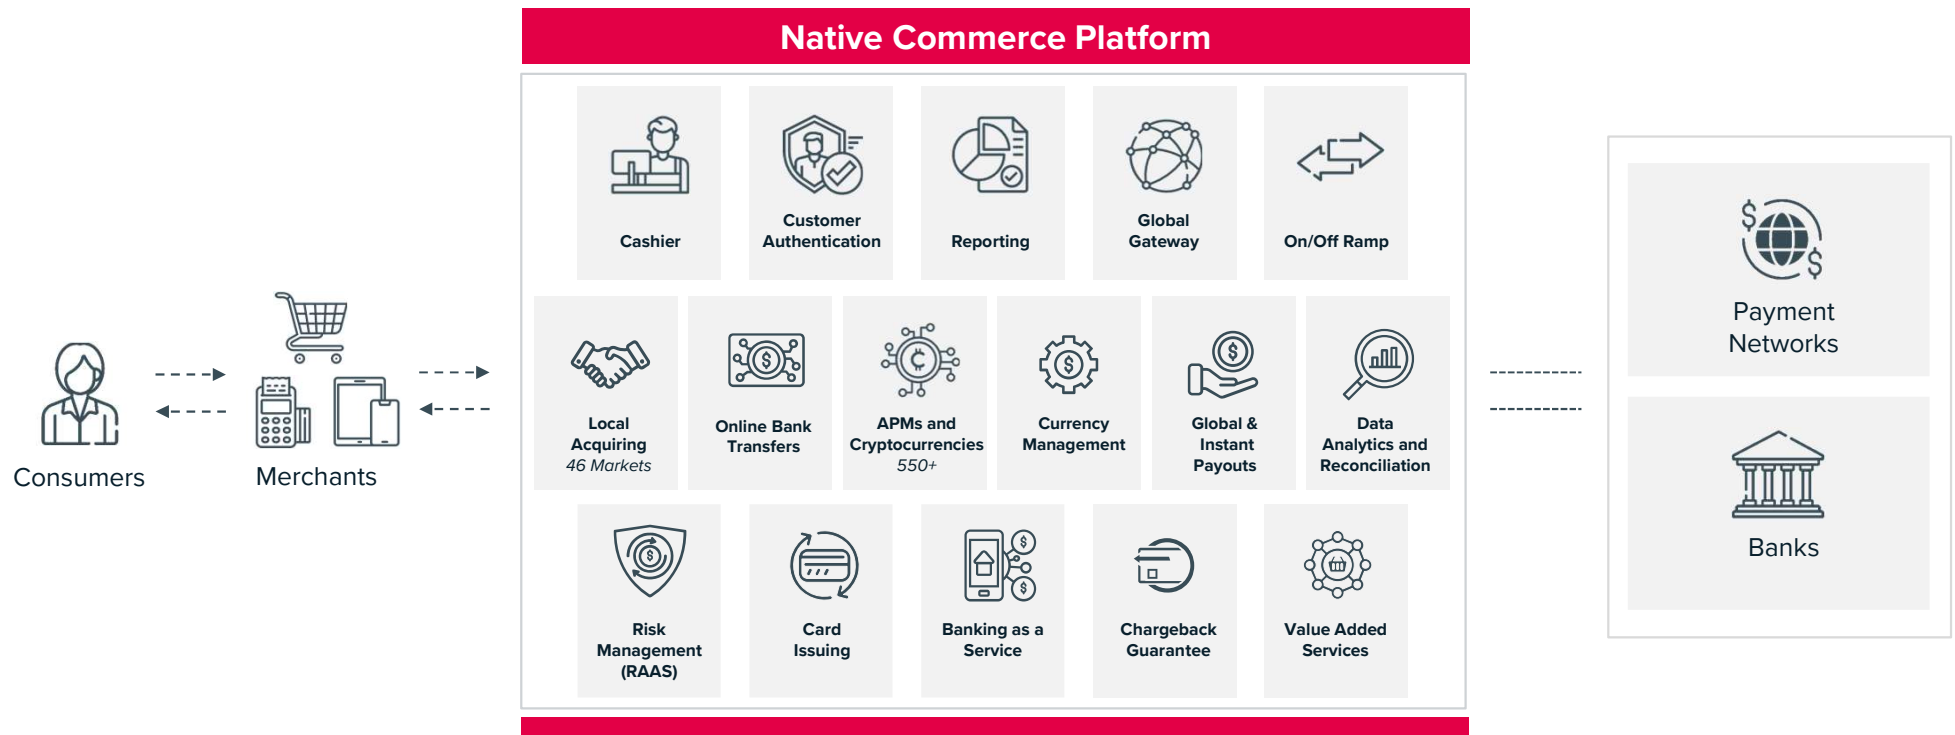 Native Commerce Platform
Cashier
Customer
Authentication
Reporting
Global
Gateway
On/Off Ramp
Local
Acquiring
46 Markets
Online Bank
Transfers
APMs and
Cryptocurrencies
550+
Currency
Management
Global &
Instant
Payouts
Data
Analytics and
Reconciliation
Risk
Management
(RAAS)
Card
Issuing
Banking as a
Service
Chargeback
Guarantee
Value Added
Services
Consumers
Merchants
Payment
Networks
Banks